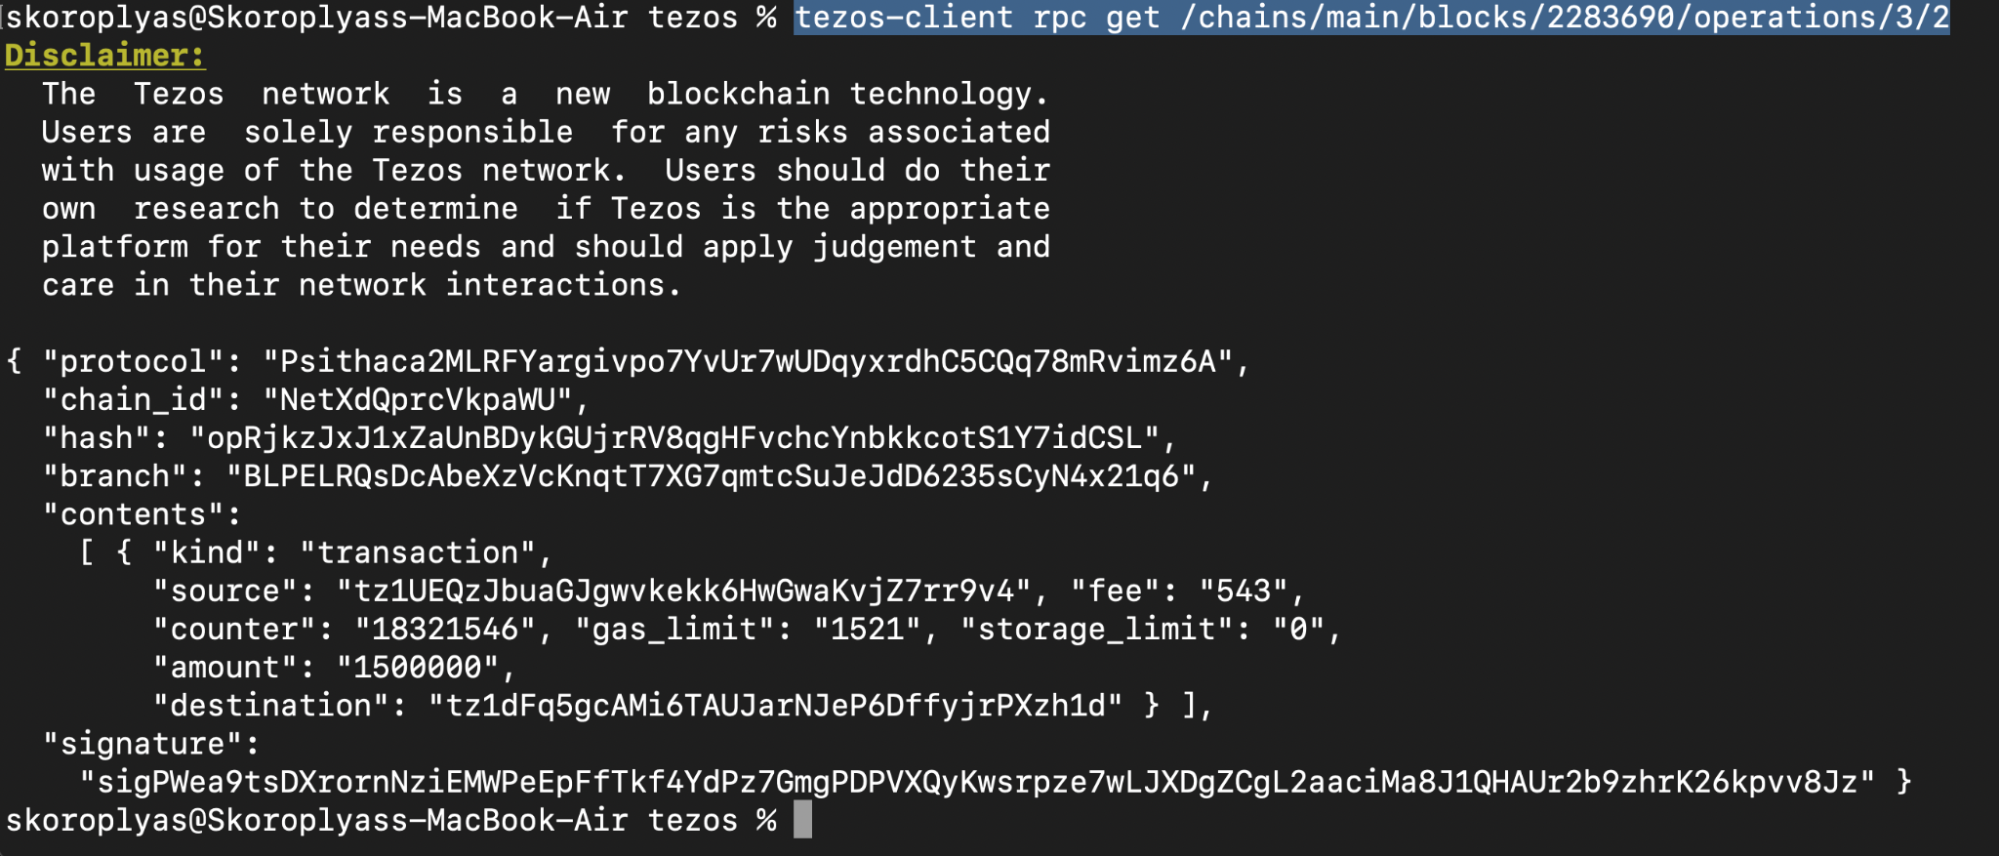 skoroplyas@Skoroplyass-MacBook-Air tezos % tezos-client rpc get /chains/main/blocks/2283690/operations/3/2
Disclaimer:
  The  Tezos  network  is  a  new  blockchain technology.
  Users are  solely responsible  for any risks associated
  with usage of the Tezos network.  Users should do their
  own  research to determine  if Tezos is the appropriate
  platform for their needs and should apply judgement and
  care in their network interactions.

{ "protocol": "Psithaca2MLRFYargivpo7YvUr7wUDqyxrdhC5CQq78mRvimz6A",
  "chain_id": "NetXdQprcVkpaWU",
  "hash": "opRjkzJxJ1xZaUnBDykGUjrRV8qgHFvchcYnbkkcotS1Y7idCSL",
  "branch": "BLPELRQsDcAbeXzVcKnqtT7XG7qmtcSuJeJdD6235sCyN4x21q6",
  "contents":
    [ { "kind": "transaction",
        "source": "tz1UEQzJbuaGJgwvkekk6HwGwaKvjZ7rr9v4", "fee": "543",
        "counter": "18321546", "gas_limit": "1521", "storage_limit": "0",
        "amount": "1500000",
        "destination": "tz1dFq5gcAMi6TAUJarNJeP6DffyjrPXzh1d" } ],
  "signature":
    "sigPWea9tsDXrornNziEMWPeEpFfTkf4YdPz7GmgPDPVXQyKwsrpze7wLJXDgZCgL2aaciMa8J1QHAUr2b9zhrK26kpvv8Jz" }
skoroplyas@Skoroplyass-MacBook-Air tezos %